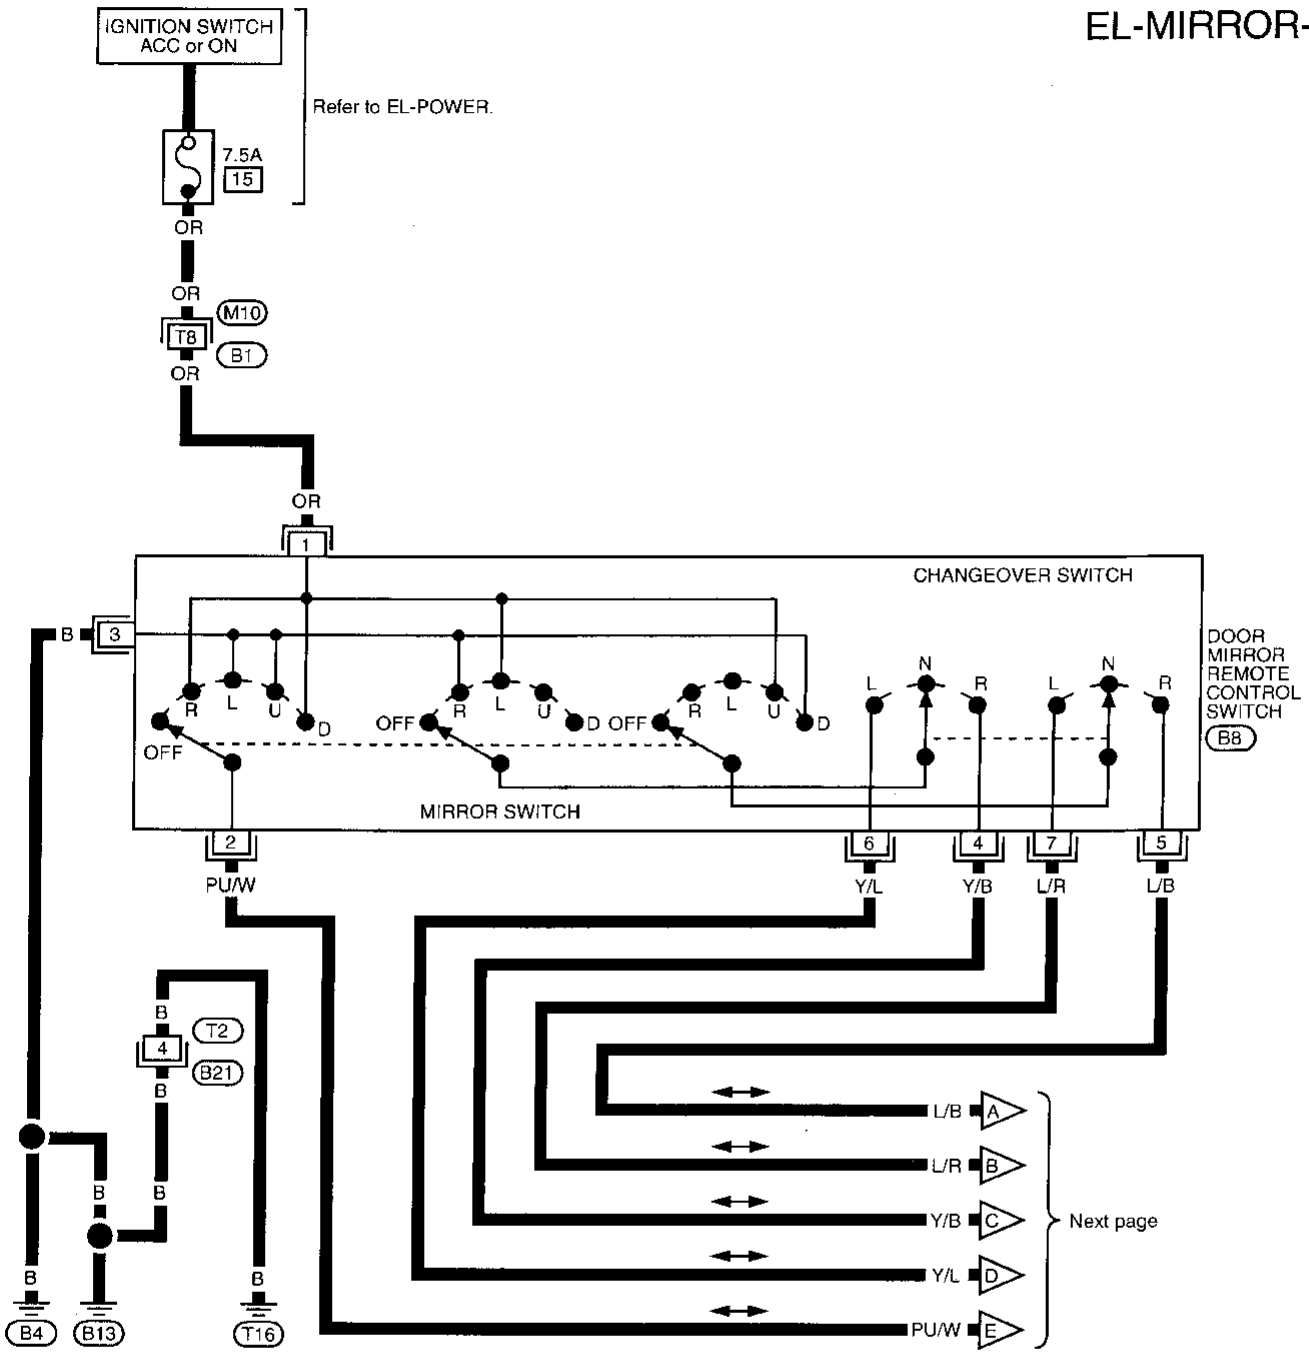 EL-MIRROR-
IGNITION SWITCH
ACC or ON
Refer to EL-POWER.
7.5A
15
OR
OR
M10
T8
B1
OR
OR
1
CHANGEOVER SWITCH
B
3
DOOR
MIRROR
REMOTE
CONTROL
SWITCH
B8
OFF
R
L
U
D
OFF
R
L
U
D
OFF
R
L
U
D
L
N
R
L
N
R
MIRROR SWITCH
2
6
4
7
5
PU/W
Y/L
Y/B
L/R
L/B
B
T2
4
B21
B
L/B
A
L/R
B
B
B
Y/B
C
Next page
B
B
Y/L
D
PU/W
E
B4
B13
T16